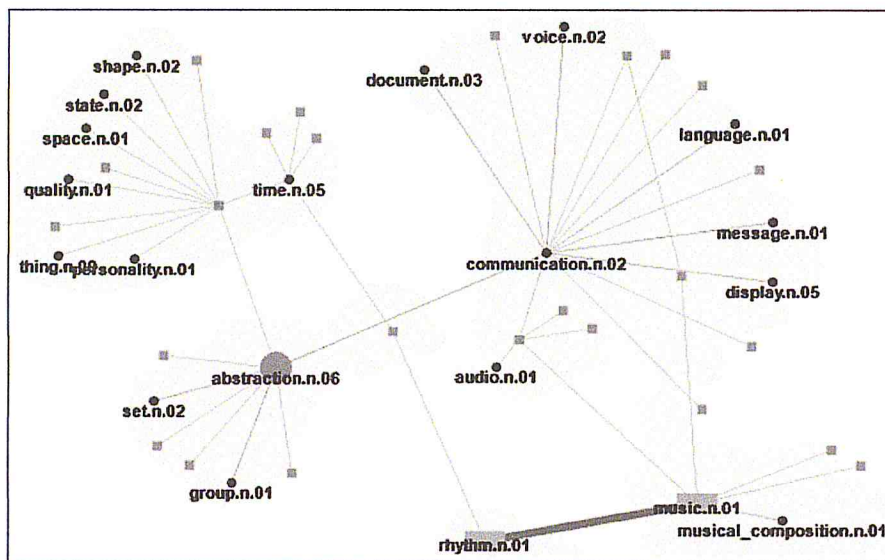 voice.n.02
shape.n.02
document.n.03
state.n.02
language.n.01
space.n.01
quality.n.01
time.n.05
message.n.01
thing.n.09
personality.n.01
communication.n.02
display.n.05
abstraction.n.06
audio.n.01
set.n.02
group.n.01
music.n.01
musical_composition.n.01
rhythm.n.01